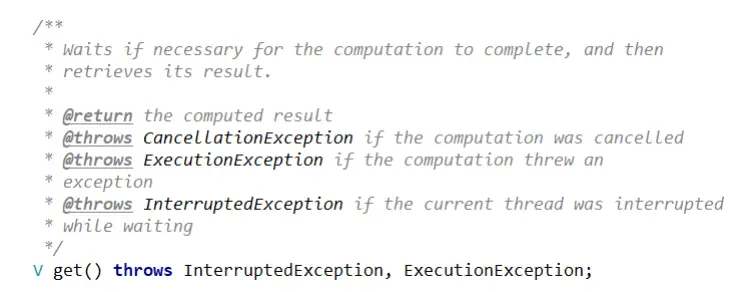 /**
 * Waits if necessary for the computation to complete, and then
 * retrieves its result.
 *
 * @return the computed result
 * @throws CancellationException if the computation was cancelled
 * @throws ExecutionException if the computation threw an
 * exception
 * @throws InterruptedException if the current thread was interrupted
 * while waiting
 */
V get() throws InterruptedException, ExecutionException;